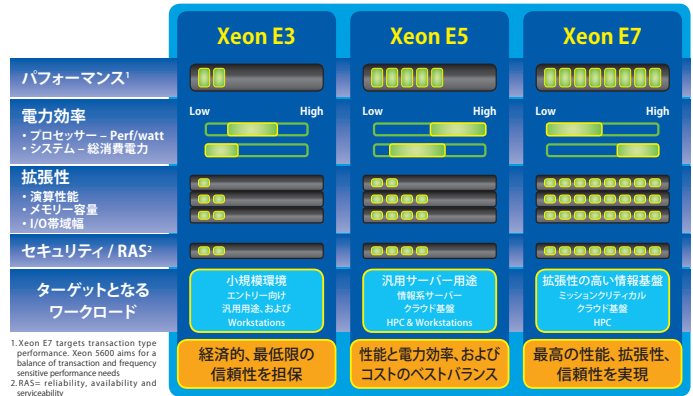 Xeon E3
Xeon E5
Xeon E7
パフォーマンス1
電力効率
・プロセッサー – Perf/watt
・システム – 総消費電力
Low High
Low High
Low High
拡張性
・演算性能
・メモリー容量
・I/O帯域幅
セキュリティ / RAS2
ターゲットとなる
ワークロード
小規模環境
エントリー向け
汎用用途、および
Workstations
汎用サーバー用途
情報系サーバー
クラウド基盤
HPC & Workstations
拡張性の高い情報基盤
ミッションクリティカル
クラウド基盤
HPC
経済的、最低限の
信頼性を担保
性能と電力効率、および
コストのベストバランス
最高の性能、拡張性、
信頼性を実現
1. Xeon E7 targets transaction type
performance. Xeon 5600 aims for a
balance of transaction and frequency
sensitive performance needs
2. RAS= reliability, availability and
serviceability